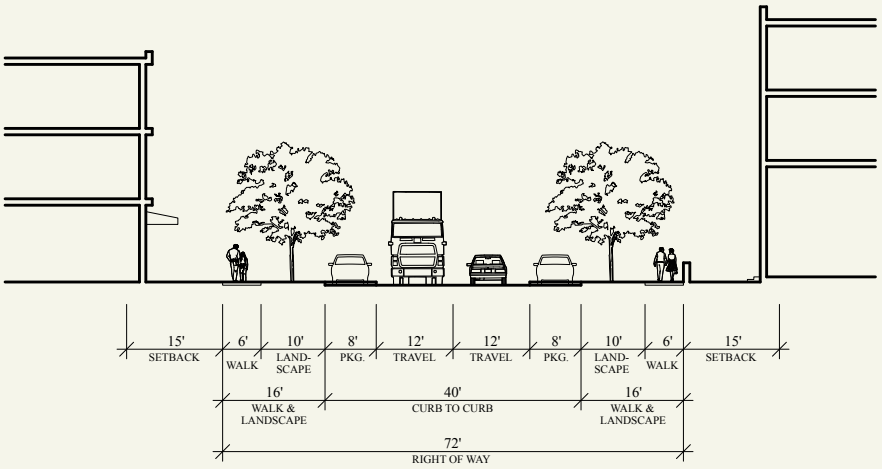 15' 6' 10' 8' 12' 12' 8' 10' 6' 15'
SETBACK WALK LAND- PKG. TRAVEL TRAVEL PKG. LAND- WALK SETBACK
SCAPE SCAPE
16' 40' 16'
WALK & CURB TO CURB WALK &
LANDSCAPE LANDSCAPE
72'
RIGHT OF WAY